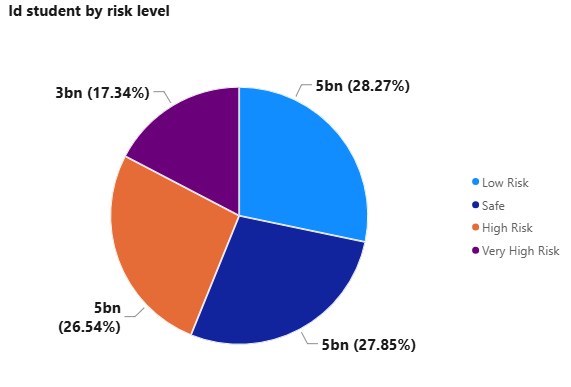 Id student by risk level
3bn (17.34%)
5bn (28.27%)
Low Risk
Safe
High Risk
Very High Risk
5bn
(26.54%)
5bn (27.85%)